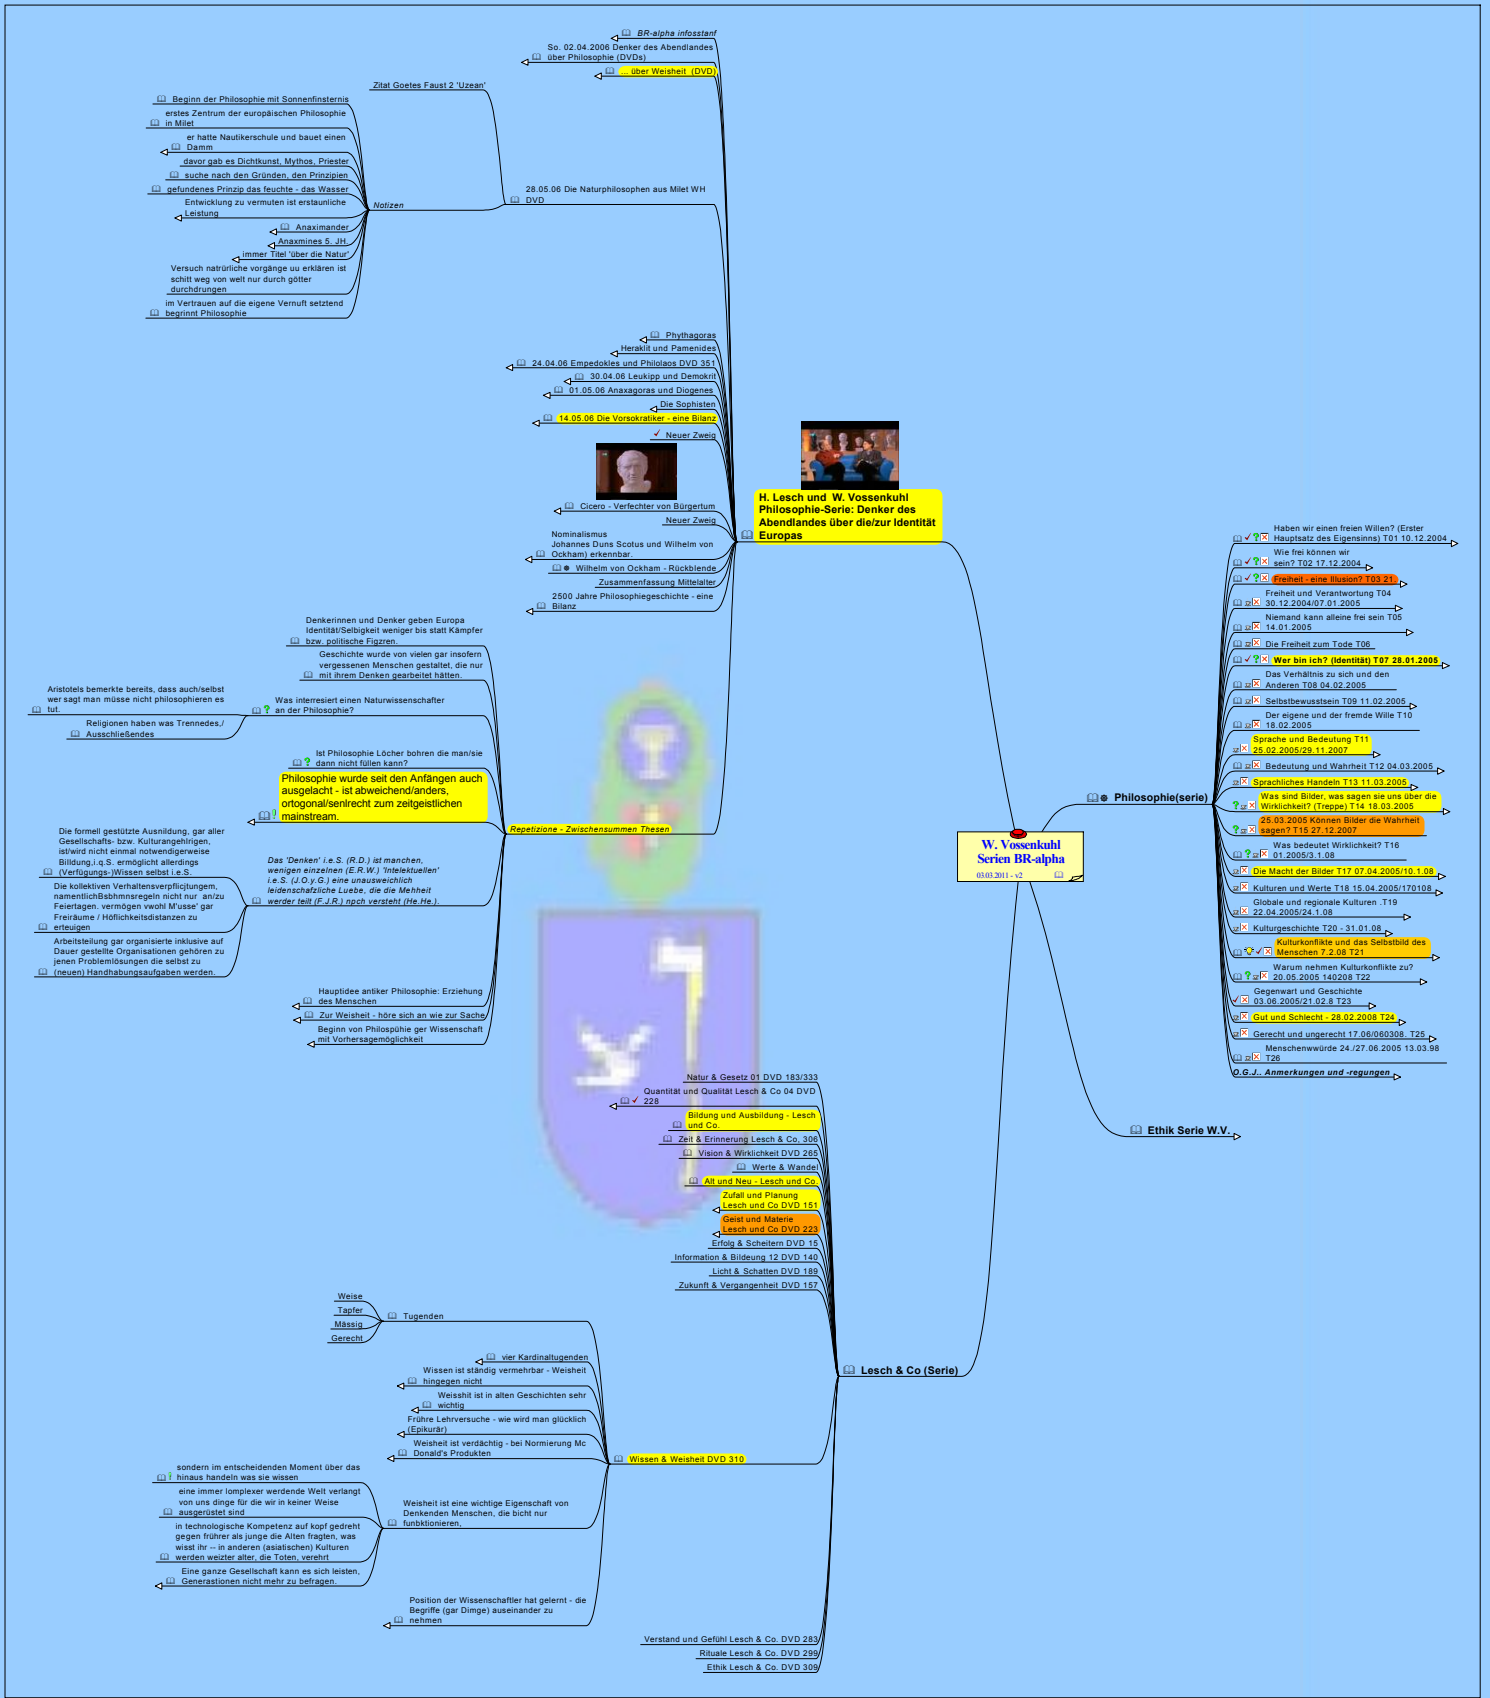 BR-alpha infosstanf
So. 02.04.2006 Denker des Abendlandes
über Philosophie (DVDs)
... über Weisheit (DVD)
Zitat Goetes Faust 2 'Uzean'
Beginn der Philosophie mit Sonnenfinsternis
erstes Zentrum der europäischen Philosophie
in Milet
er hatte Nautikerschule und bauet einen
Damm
davor gab es Dichtkunst, Mythos, Priester
suche nach den Gründen, den Prinzipien
gefundenes Prinzip das feuchte - das Wasser
Entwicklung zu vermuten ist erstaunliche
Leistung
Anaximander
Anaxmines 5. JH.
immer Titel 'über die Natur'
Versuch natrürliche vorgänge uu erklären ist
schitt weg von welt nur durch götter
durchdrungen
im Vertrauen auf die eigene Vernuft setztend
begrinnt Philosophie
Notizen
28.05.06 Die Naturphilosophen aus Milet WH
DVD
Phythagoras
Heraklit und Pamenides
24.04.06 Empedokles und Philolaos DVD 351
30.04.06 Leukipp und Demokrit
01.05.06 Anaxagoras und Diogenes
Die Sophisten
14.05.06 Die Vorsokratiker - eine Bilanz
Neuer Zweig
Cicero - Verfechter von Bürgertum
Neuer Zweig
Nominalismus
Johannes Duns Scotus und Wilhelm von
Ockham) erkennbar.
Wilhelm von Ockham - Rückblende
Zusammenfassung Mittelalter
2500 Jahre Philosophiegeschichte - eine
Bilanz
H. Lesch und W. Vossenkuhl
Philosophie-Serie: Denker des
Abendlandes über die/zur Identität
Europas
Denkerinnen und Denker geben Europa
Identität/Selbigkeit weniger bis statt Kämpfer
bzw. politische Figzren.
Geschichte wurde von vielen gar insofern
vergessenen Menschen gestaltet, die nur
mit ihrem Denken gearbeitet hätten.
Aristotels bemerkte bereits, dass auch/selbst
wer sagt man müsse nicht philosophieren es
tut.
Religionen haben was Trennedes,/
Ausschließendes
Was interresiert einen Naturwissenschafter
an der Philosophie?
Ist Philosophie Löcher bohren die man/sie
dann nicht füllen kann?
Philosophie wurde seit den Anfängen auch
ausgelacht - ist abweichend/anders,
ortogonal/senlrecht zum zeitgeistlichen
mainstream.
Repetizione - Zwischensummen Thesen
Die formell gestützte Ausnildung, gar aller
Gesellschafts- bzw. Kulturangehlrigen,
ist/wird nicht einmal notwendigerweise
Billdung,i.q.S. ermöglicht allerdings
(Verfügungs-)Wissen selbst i.e.S.
Die kollektiven Verhaltensverpflicjtungem,
namentlichBsbhmnsregeln nicht nur an/zu
Feiertagen. vermögen vwohl M'usse' gar
Freiräume / Höflichkeitsdistanzen zu
erteuigen
Arbeitsteilung gar organisierte inklusive auf
Dauer gestellte Organisationen gehören zu
jenen Problemlösungen die selbst zu
(neuen) Handhabungsaufgaben werden.
Das 'Denken' i.e.S. (R.D.) ist manchen,
wenigen einzelnen (E.R.W.) 'Intelektuellen'
i.e.S. (J.O.y.G.) eine unausweichlich
leidenschafzliche Luebe, die die Mehheit
werder teilt (F.J.R.) npch versteht (He.He.).
Hauptidee antiker Philosophie: Erziehung
des Menschen
Zur Weisheit - höre sich an wie zur Sache
Beginn von Philospühie ger Wissenschaft
mit Vorhersagemöglichkeit
W. Vossenkuhl
Serien BR-alpha
03.03.2011 - v2
Philosophie(serie)
Haben wir einen freien Willen? (Erster
Hauptsatz des Eigensinns) T01 10.12.2004
Wie frei können wir
sein? T02 17.12.2004
Freiheit - eine Illusion? T03 21
Freiheit und Verantwortung T04
30.12.2004/07.01.2005
Niemand kann alleine frei sein T05
14.01.2005
Die Freiheit zum Tode T06
Wer bin ich? (Identität) T07 28.01.2005
Das Verhältnis zu sich und den
Anderen T08 04.02.2005
Selbstbewusstsein T09 11.02.2005
Der eigene und der fremde Wille T10
18.02.2005
Sprache und Bedeutung T11
25.02.2005/29.11.2007
Bedeutung und Wahrheit T12 04.03.2005
Sprachliches Handeln T13 11.03.2005
Was sind Bilder, was sagen sie uns über die
Wirklichkeit? (Treppe) T14 18.03.2005
25.03.2005 Können Bilder die Wahrheit
sagen? T15 27.12.2007
Was bedeutet Wirklichkeit? T16
01.2005/3.1.08
Die Macht der Bilder T17 07.04.2005/10.1.08
Kulturen und Werte T18 15.04.2005/170108
Globale und regionale Kulturen .T19
22.04.2005/24.1.08
Kulturgeschichte T20 - 31.01.08
Kulturkonflikte und das Selbstbild des
Menschen 7.2.08 T21
Warum nehmen Kulturkonflikte zu?
20.05.2005 140208 T22
Gegenwart und Geschichte
03.06.2005/21.02.8 T23
Gut und Schlecht - 28.02.2008 T24
Gerecht und ungerecht 17.06/060308. T25
Menschenwwürde 24./27.06.2005 13.03.98
T26
O.G.J.. Anmerkungen und -regungen
Ethik Serie W.V.
Natur & Gesetz 01 DVD 183/333
Quantität und Qualität Lesch & Co 04 DVD
228
Bildung und Ausbildung - Lesch
und Co.
Zeit & Erinnerung Lesch & Co, 306
Vision & Wirklichkeit DVD 265
Werte & Wandel
Alt und Neu - Lesch und Co.
Zufall und Planung
Lesch und Co DVD 151
Geist und Materie
Lesch und Co DVD 223
Erfolg & Scheitern DVD 15
Information & Bildeung 12 DVD 140
Licht & Schatten DVD 189
Zukunft & Vergangenheit DVD 157
Lesch & Co (Serie)
Weise
Tapfer
Mässig
Gerecht
Tugenden
vier Kardinaltugenden
Wissen ist ständig vermehrbar - Weisheit
hingegen nicht
Weisshit ist in alten Geschichten sehr
wichtig
Frühre Lehrversuche - wie wird man glücklich
(Epikurär)
Weisheit ist verdächtig - bei Normierung Mc
Donald's Produkten
Wissen & Weisheit DVD 310
sondern im entscheidenden Moment über das
hinaus handeln was sie wissen
eine immer lomplexer werdende Welt verlangt
von uns dinge für die wir in keiner Weise
ausgerüstet sind
in technologische Kompetenz auf kopf gedreht
gegen frührer als junge die Alten fragten, was
wisst ihr -- in anderen (asiatischen) Kulturen
werden weizter alter, die Toten, verehrt
Eine ganze Gesellschaft kann es sich leisten,
Generastionen nicht mehr zu befragen.
Weisheit ist eine wichtige Eigenschaft von
Denkenden Menschen, die bicht nur
funbktionieren,
Position der Wissenschaftler hat gelernt - die
Begriffe (gar Dimge) auseinander zu
nehmen
Verstand und Gefühl Lesch & Co. DVD 283
Rituale Lesch & Co. DVD 299
Ethik Lesch & Co. DVD 309